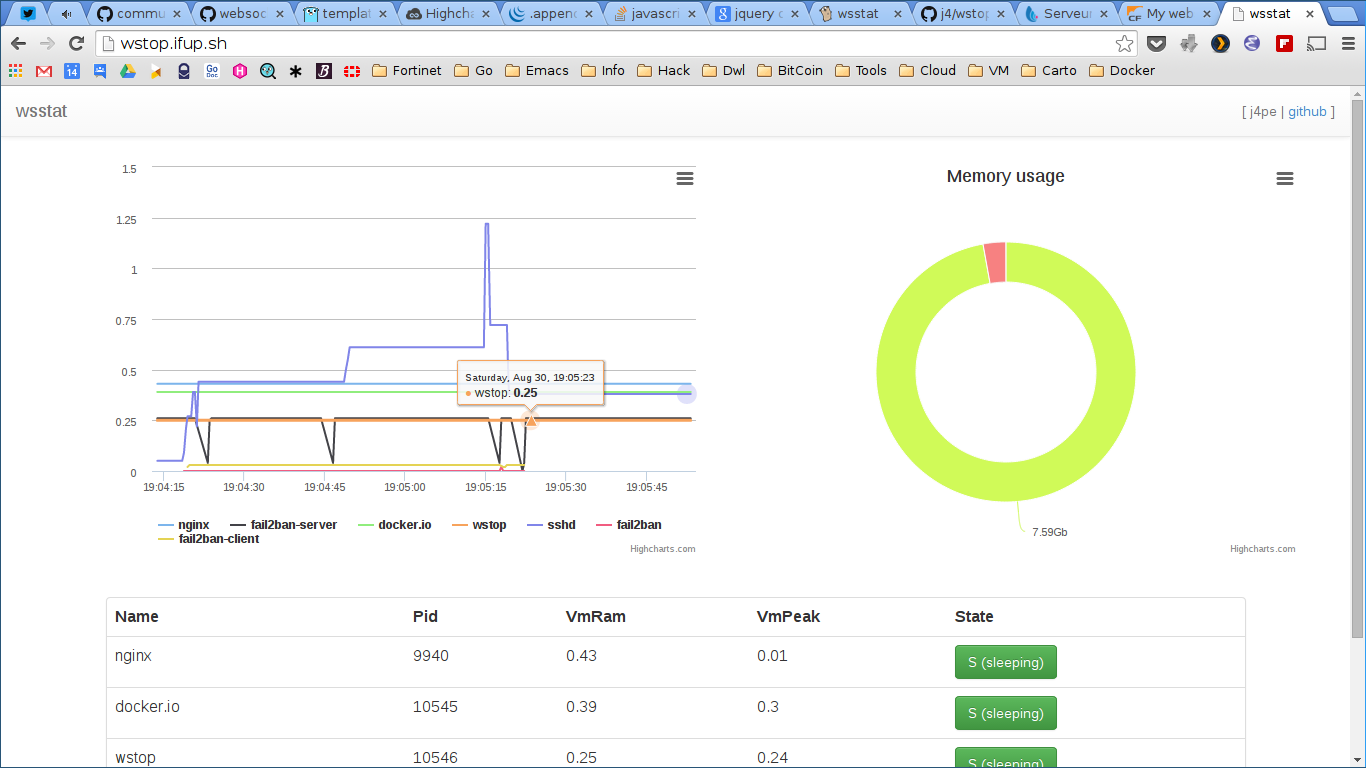 commu
websoc
templat
Highcha
.append
javascri
jquery c
wsstat
j4/wstop
Serveur
My web
wsstat
wstop.ifup.sh
14 Go Doc Fortinet Go Emacs Info Hack Dwl BitCoin Tools Cloud VM Carto Docker
wsstat
[ j4pe | github ]
1.5
1.25
1
0.75
0.5
0.25
0
Saturday, Aug 30, 19:05:23
wstop: 0.25
19:04:15 19:04:30 19:04:45 19:05:00 19:05:15 19:05:30 19:05:45
nginx fail2ban-server docker.io wstop sshd fail2ban
fail2ban-client
Highcharts.com
Memory usage
7.59Gb
Highcharts.com
Name Pid VmRam VmPeak State
nginx 9940 0.43 0.01 S (sleeping)
docker.io 10545 0.39 0.3 S (sleeping)
wstop 10546 0.25 0.24 S (sleeping)